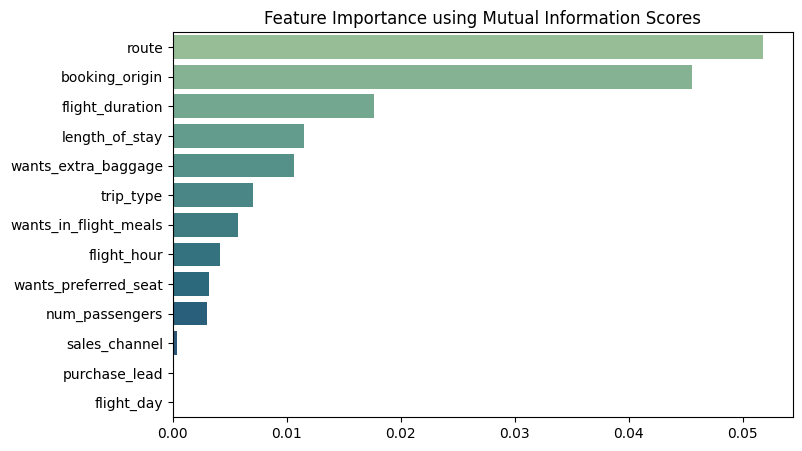 Feature Importance using Mutual Information Scores
route
booking_origin
flight_duration
length_of_stay
wants_extra_baggage
trip_type
wants_in_flight_meals
flight_hour
wants_preferred_seat
num_passengers
sales_channel
purchase_lead
flight_day
0.00 0.01 0.02 0.03 0.04 0.05